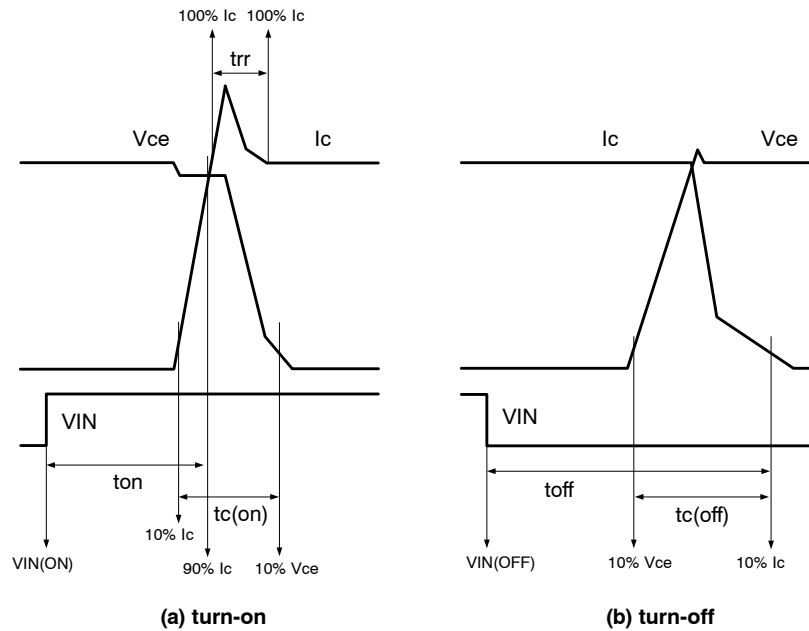 100% Ic 100% Ic
trr
Vce Ic
Ic Vce
VIN
ton
tc(on)
10% Ic
VIN(ON)
90% Ic
10% Vce
(a) turn-on
VIN
toff
tc(off)
VIN(OFF)
10% Vce
10% Ic
(b) turn-off